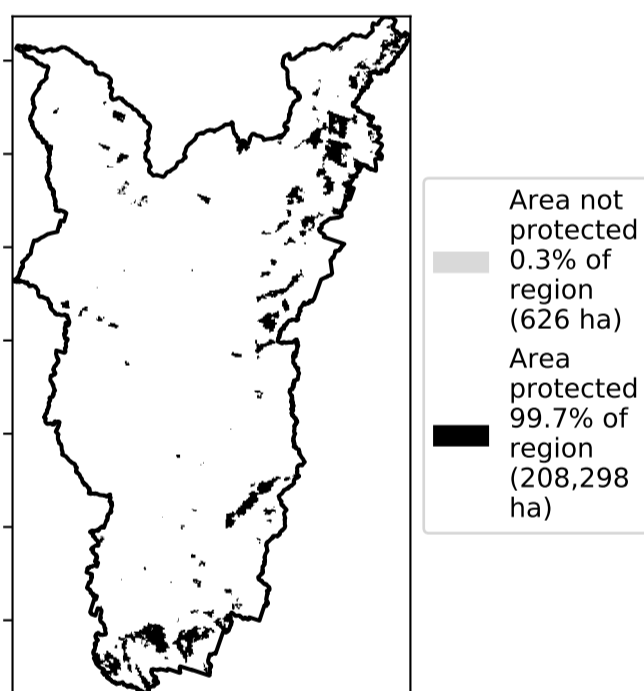 Area not
protected
0.3% of
region
(626 ha)
Area
protected
99.7% of
region
(208,298
ha)